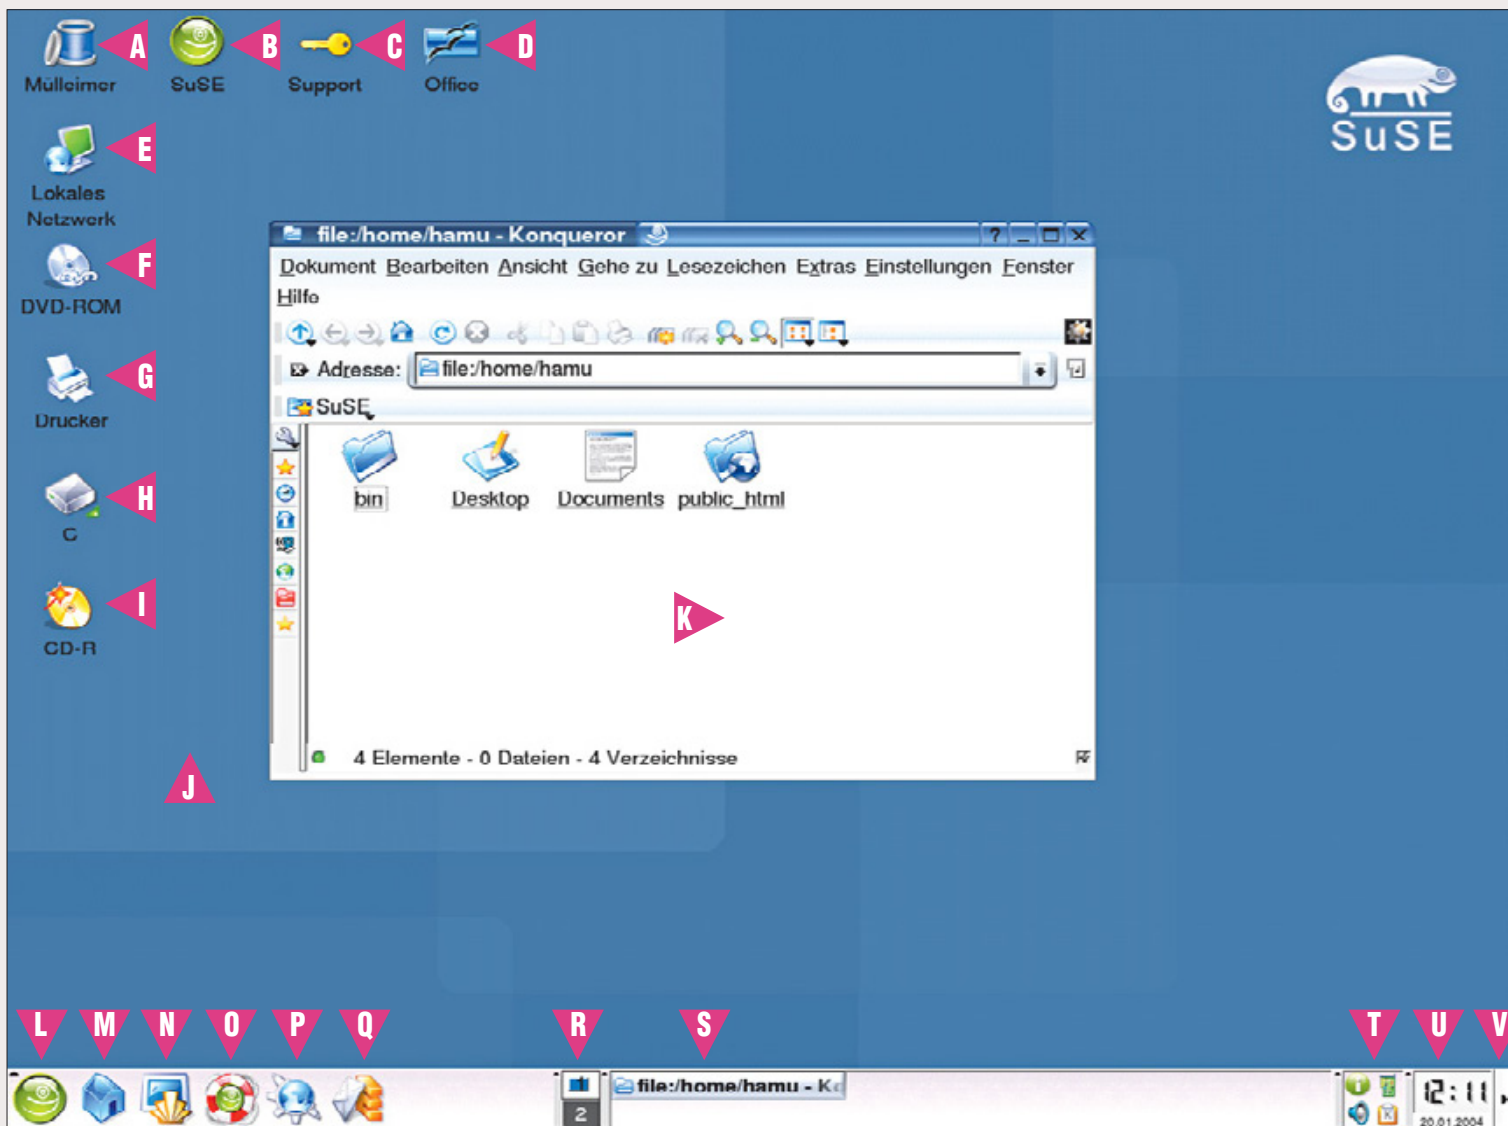 A B C D
Mülleimer SuSE Support Office
SuSE
E
Lokales
Netzwerk
F
DVD-ROM
G
Drucker
H
C
I
CD-R
J
file:/home/hamu - Konqueror
Dokument Bearbeiten Ansicht Gehe zu Lesezeichen Extras Einstellungen Fenster
Hilfe
Adresse: file:/home/hamu
SuSE
bin Desktop Documents public_html
K
4 Elemente - 0 Dateien - 4 Verzeichnisse
L M N O P Q R S T U V
file:/home/hamu - Ko
2
12:11
20.01.2004